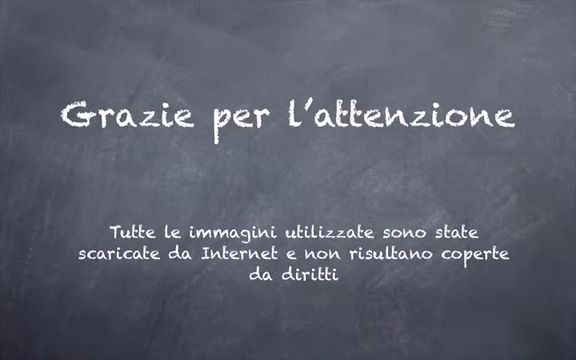 Grazie per l'attenzione
Tutte le immagini utilizzate sono state
scaricate da Internet e non risultano coperte
da diritti